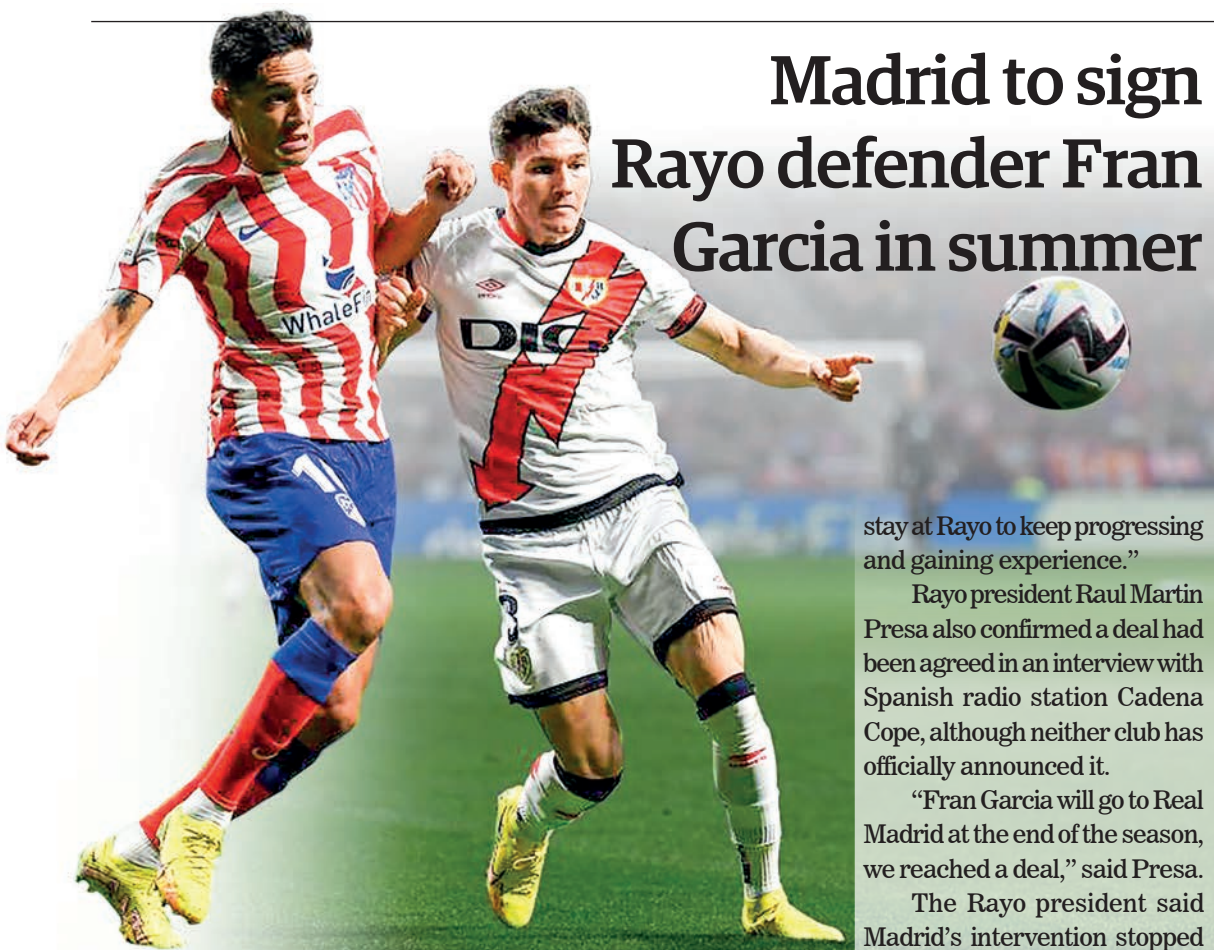 Madrid to sign
Rayo defender Fran
Garcia in summer
WhaleFin
stay at Rayo to keep progressing
and gaining experience.”
Rayo president Raul Martin
Presa also confirmed a deal had
been agreed in an interview with
Spanish radio station Cadena
Cope, although neither club has
officially announced it.
“Fran Garcia will go to Real
Madrid at the end of the season,
we reached a deal,” said Presa.
The Rayo president said
Madrid’s intervention stopped